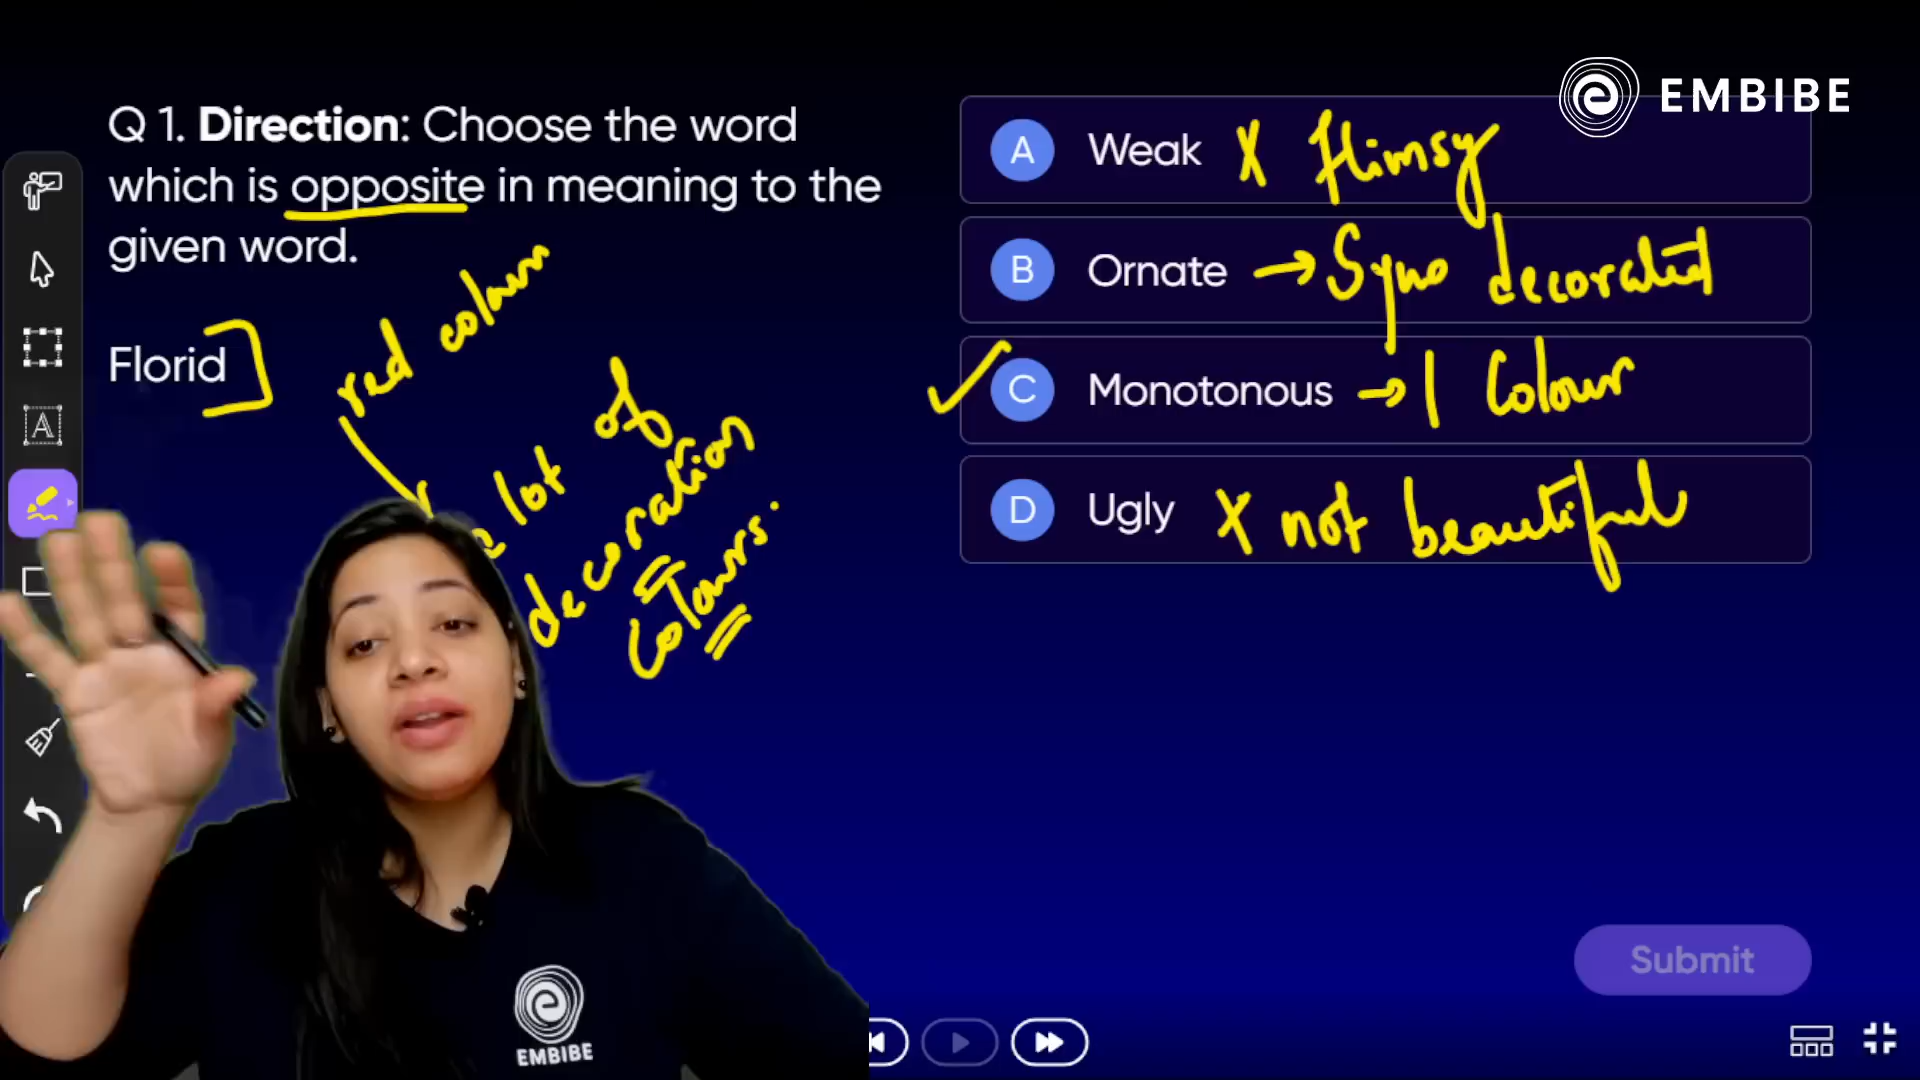 EMBIBE
Q 1. Direction: Choose the word
which is opposite in meaning to the
given word.
Florid
red colour
a lot of
decoration
colours.
A Weak X flimsy
B Ornate → Syno decorated
C Monotonous → 1 Colour
D Ugly X not beautiful
A
EMBIBE
Submit